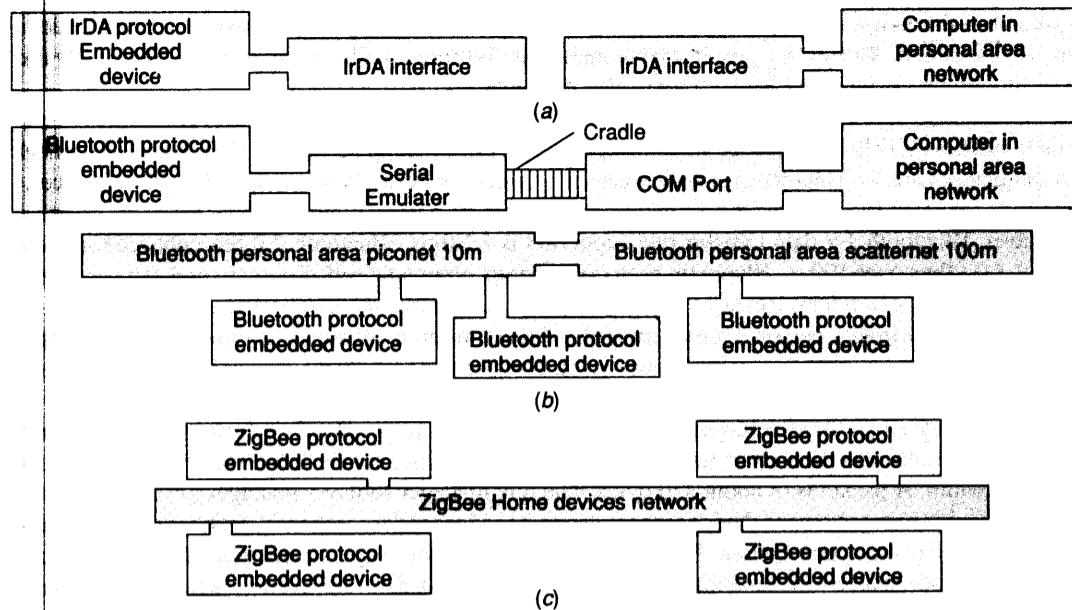 IrDA protocol
Embedded
device
IrDA interface
IrDA interface
Computer in
personal area
network
(a)
Bluetooth protocol
embedded
device
Serial
Emulater
Cradle
COM Port
Computer in
personal area
network
Bluetooth personal area piconet 10m
Bluetooth personal area scatternet 100m
Bluetooth protocol
embedded device
Bluetooth protocol
embedded device
Bluetooth protocol
embedded device
(b)
ZigBee protocol
embedded device
ZigBee protocol
embedded device
ZigBee Home devices network
ZigBee protocol
embedded device
ZigBee protocol
embedded device
(c)